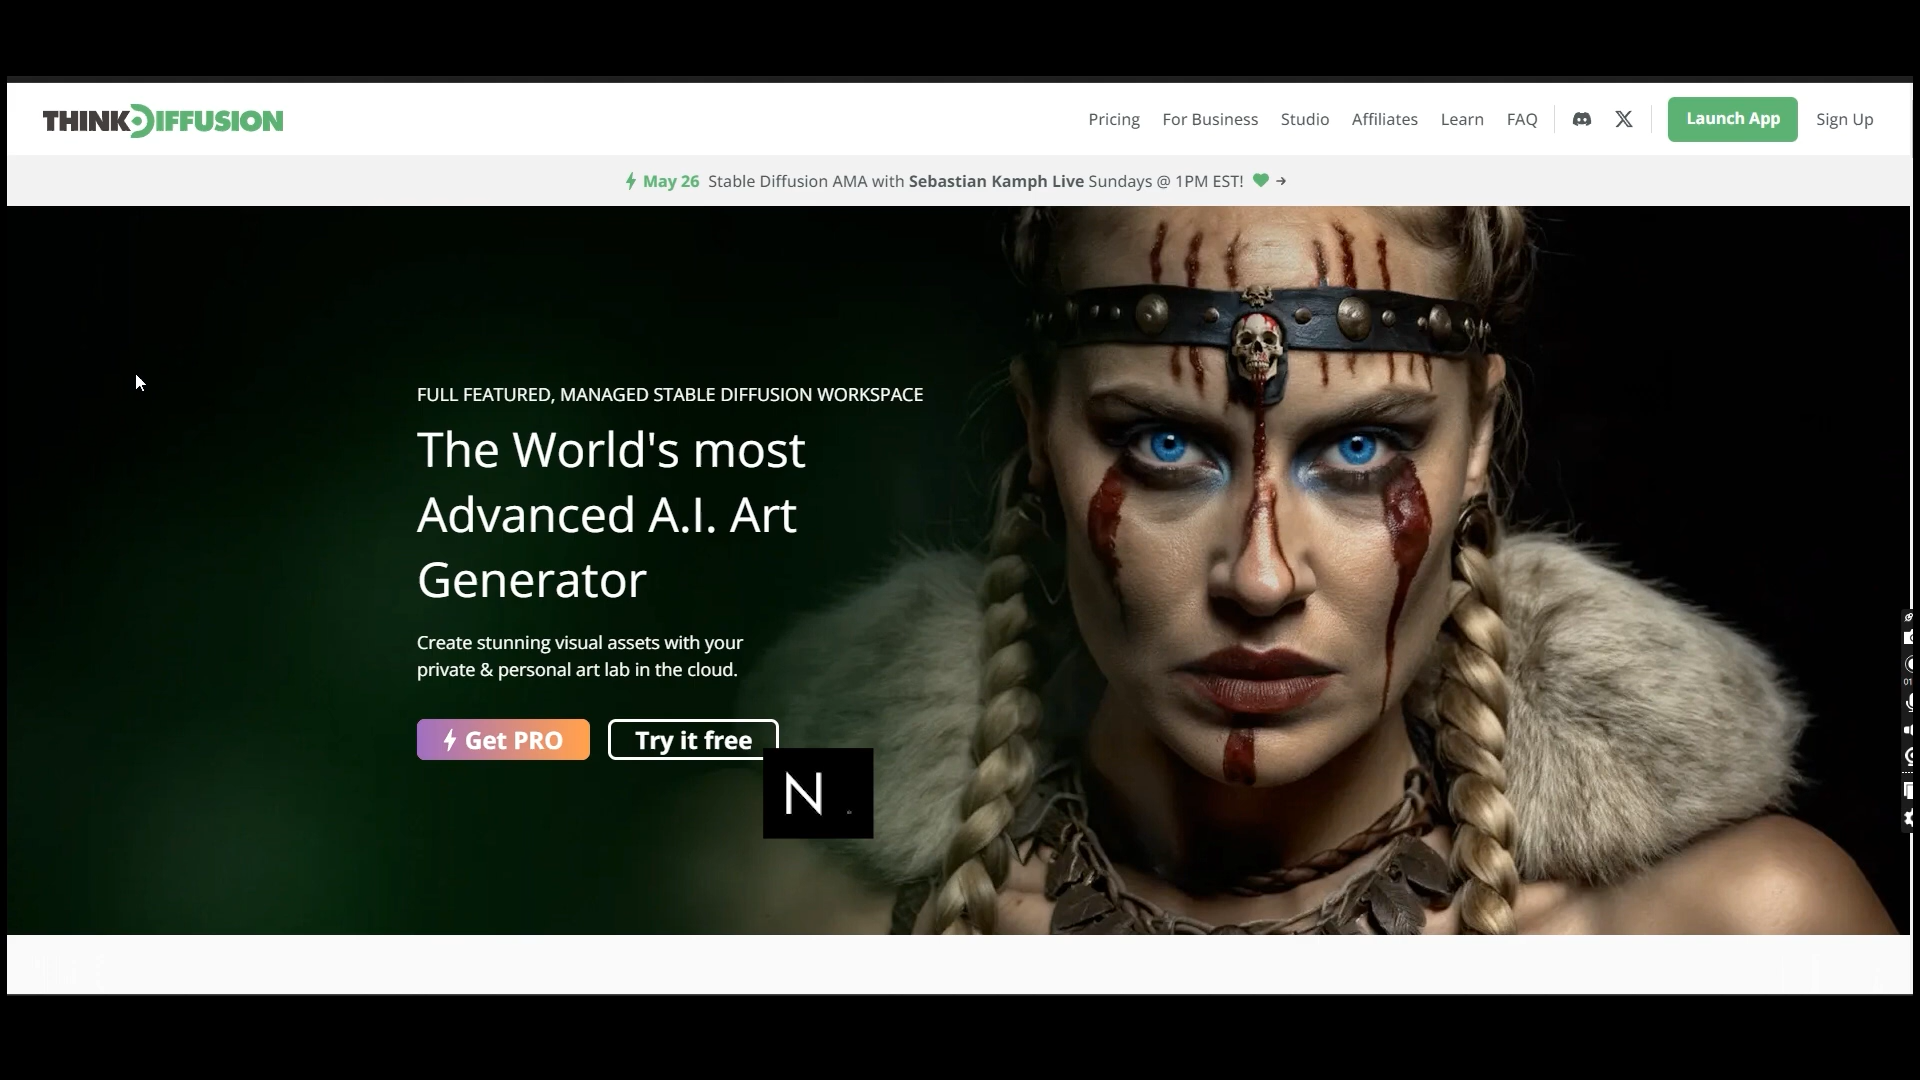 THINKDIFFUSION
Pricing For Business Studio Affiliates Learn FAQ Launch App Sign Up
May 26 Stable Diffusion AMA with Sebastian Kamph Live Sundays @ 1PM EST! →
FULL FEATURED, MANAGED STABLE DIFFUSION WORKSPACE
The World's most
Advanced A.I. Art
Generator
Create stunning visual assets with your
private & personal art lab in the cloud.
Get PRO Try it free
N